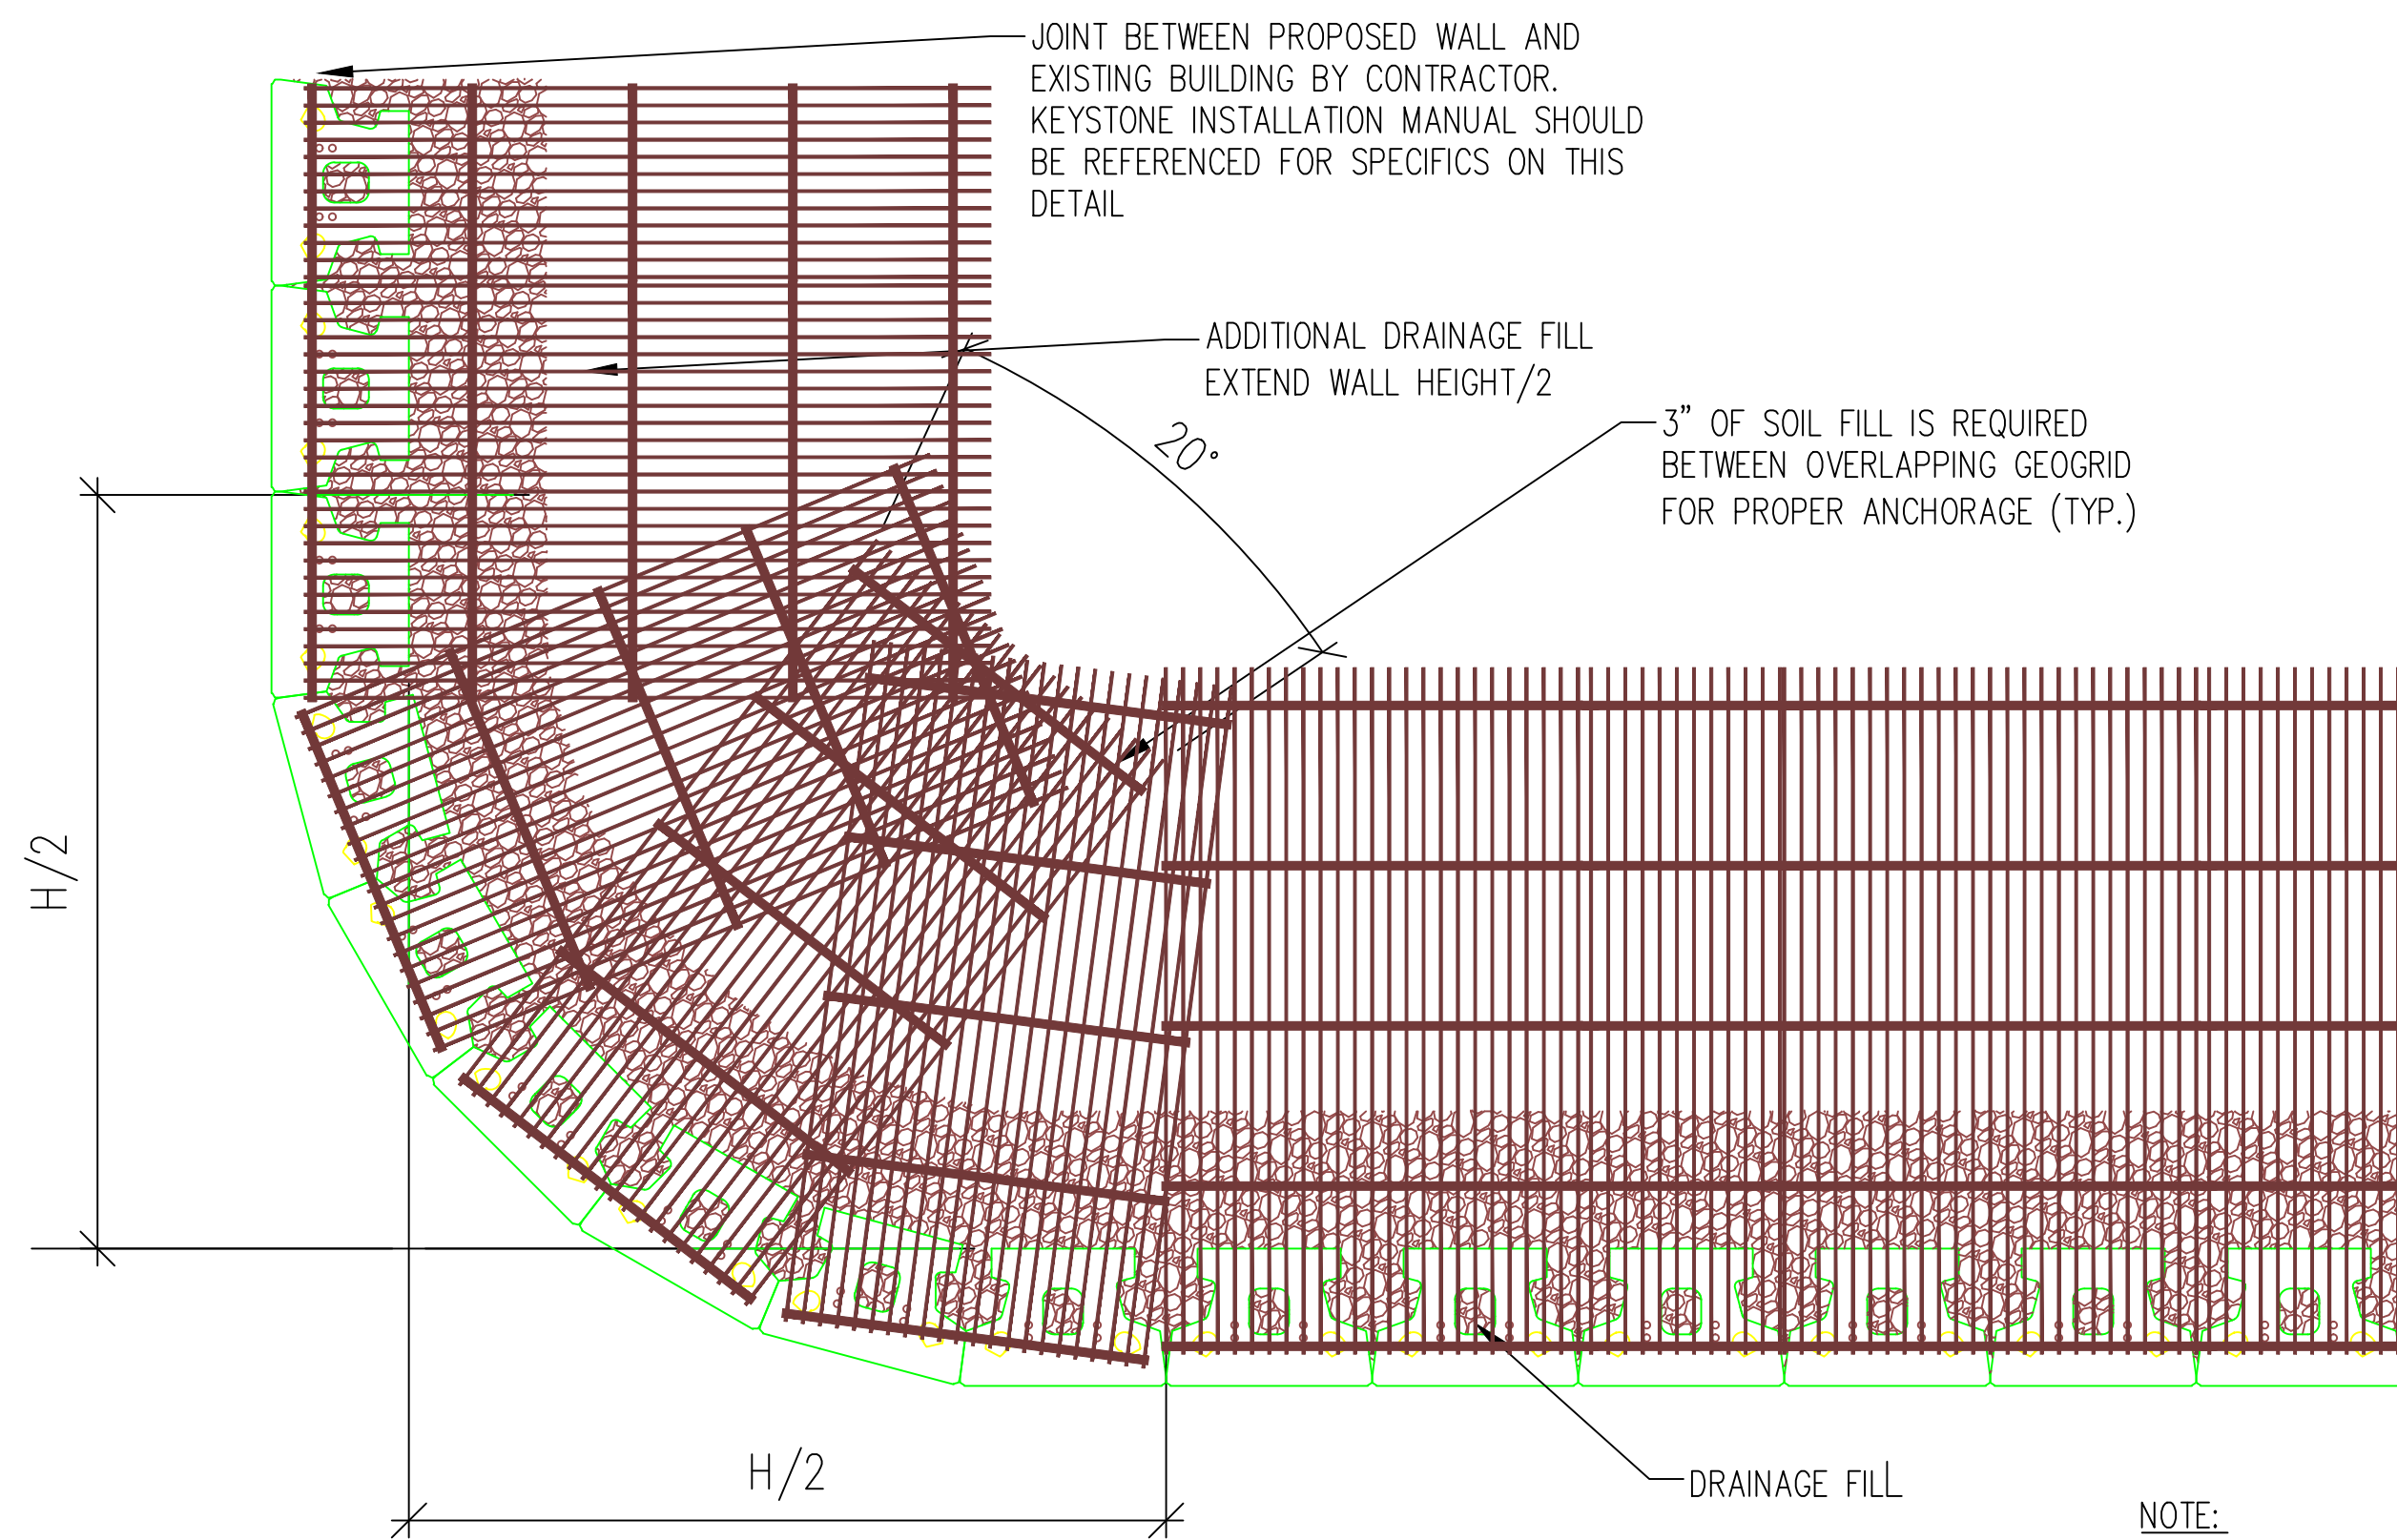 JOINT BETWEEN PROPOSED WALL AND
EXISTING BUILDING BY CONTRACTOR.
KEYSTONE INSTALLATION MANUAL SHOULD
BE REFERENCED FOR SPECIFICS ON THIS
DETAIL
ADDITIONAL DRAINAGE FILL
EXTEND WALL HEIGHT/2
3" OF SOIL FILL IS REQUIRED
BETWEEN OVERLAPPING GEOGRID
FOR PROPER ANCHORAGE (TYP.)
20°
H/2
H/2
DRAINAGE FILL
NOTE: